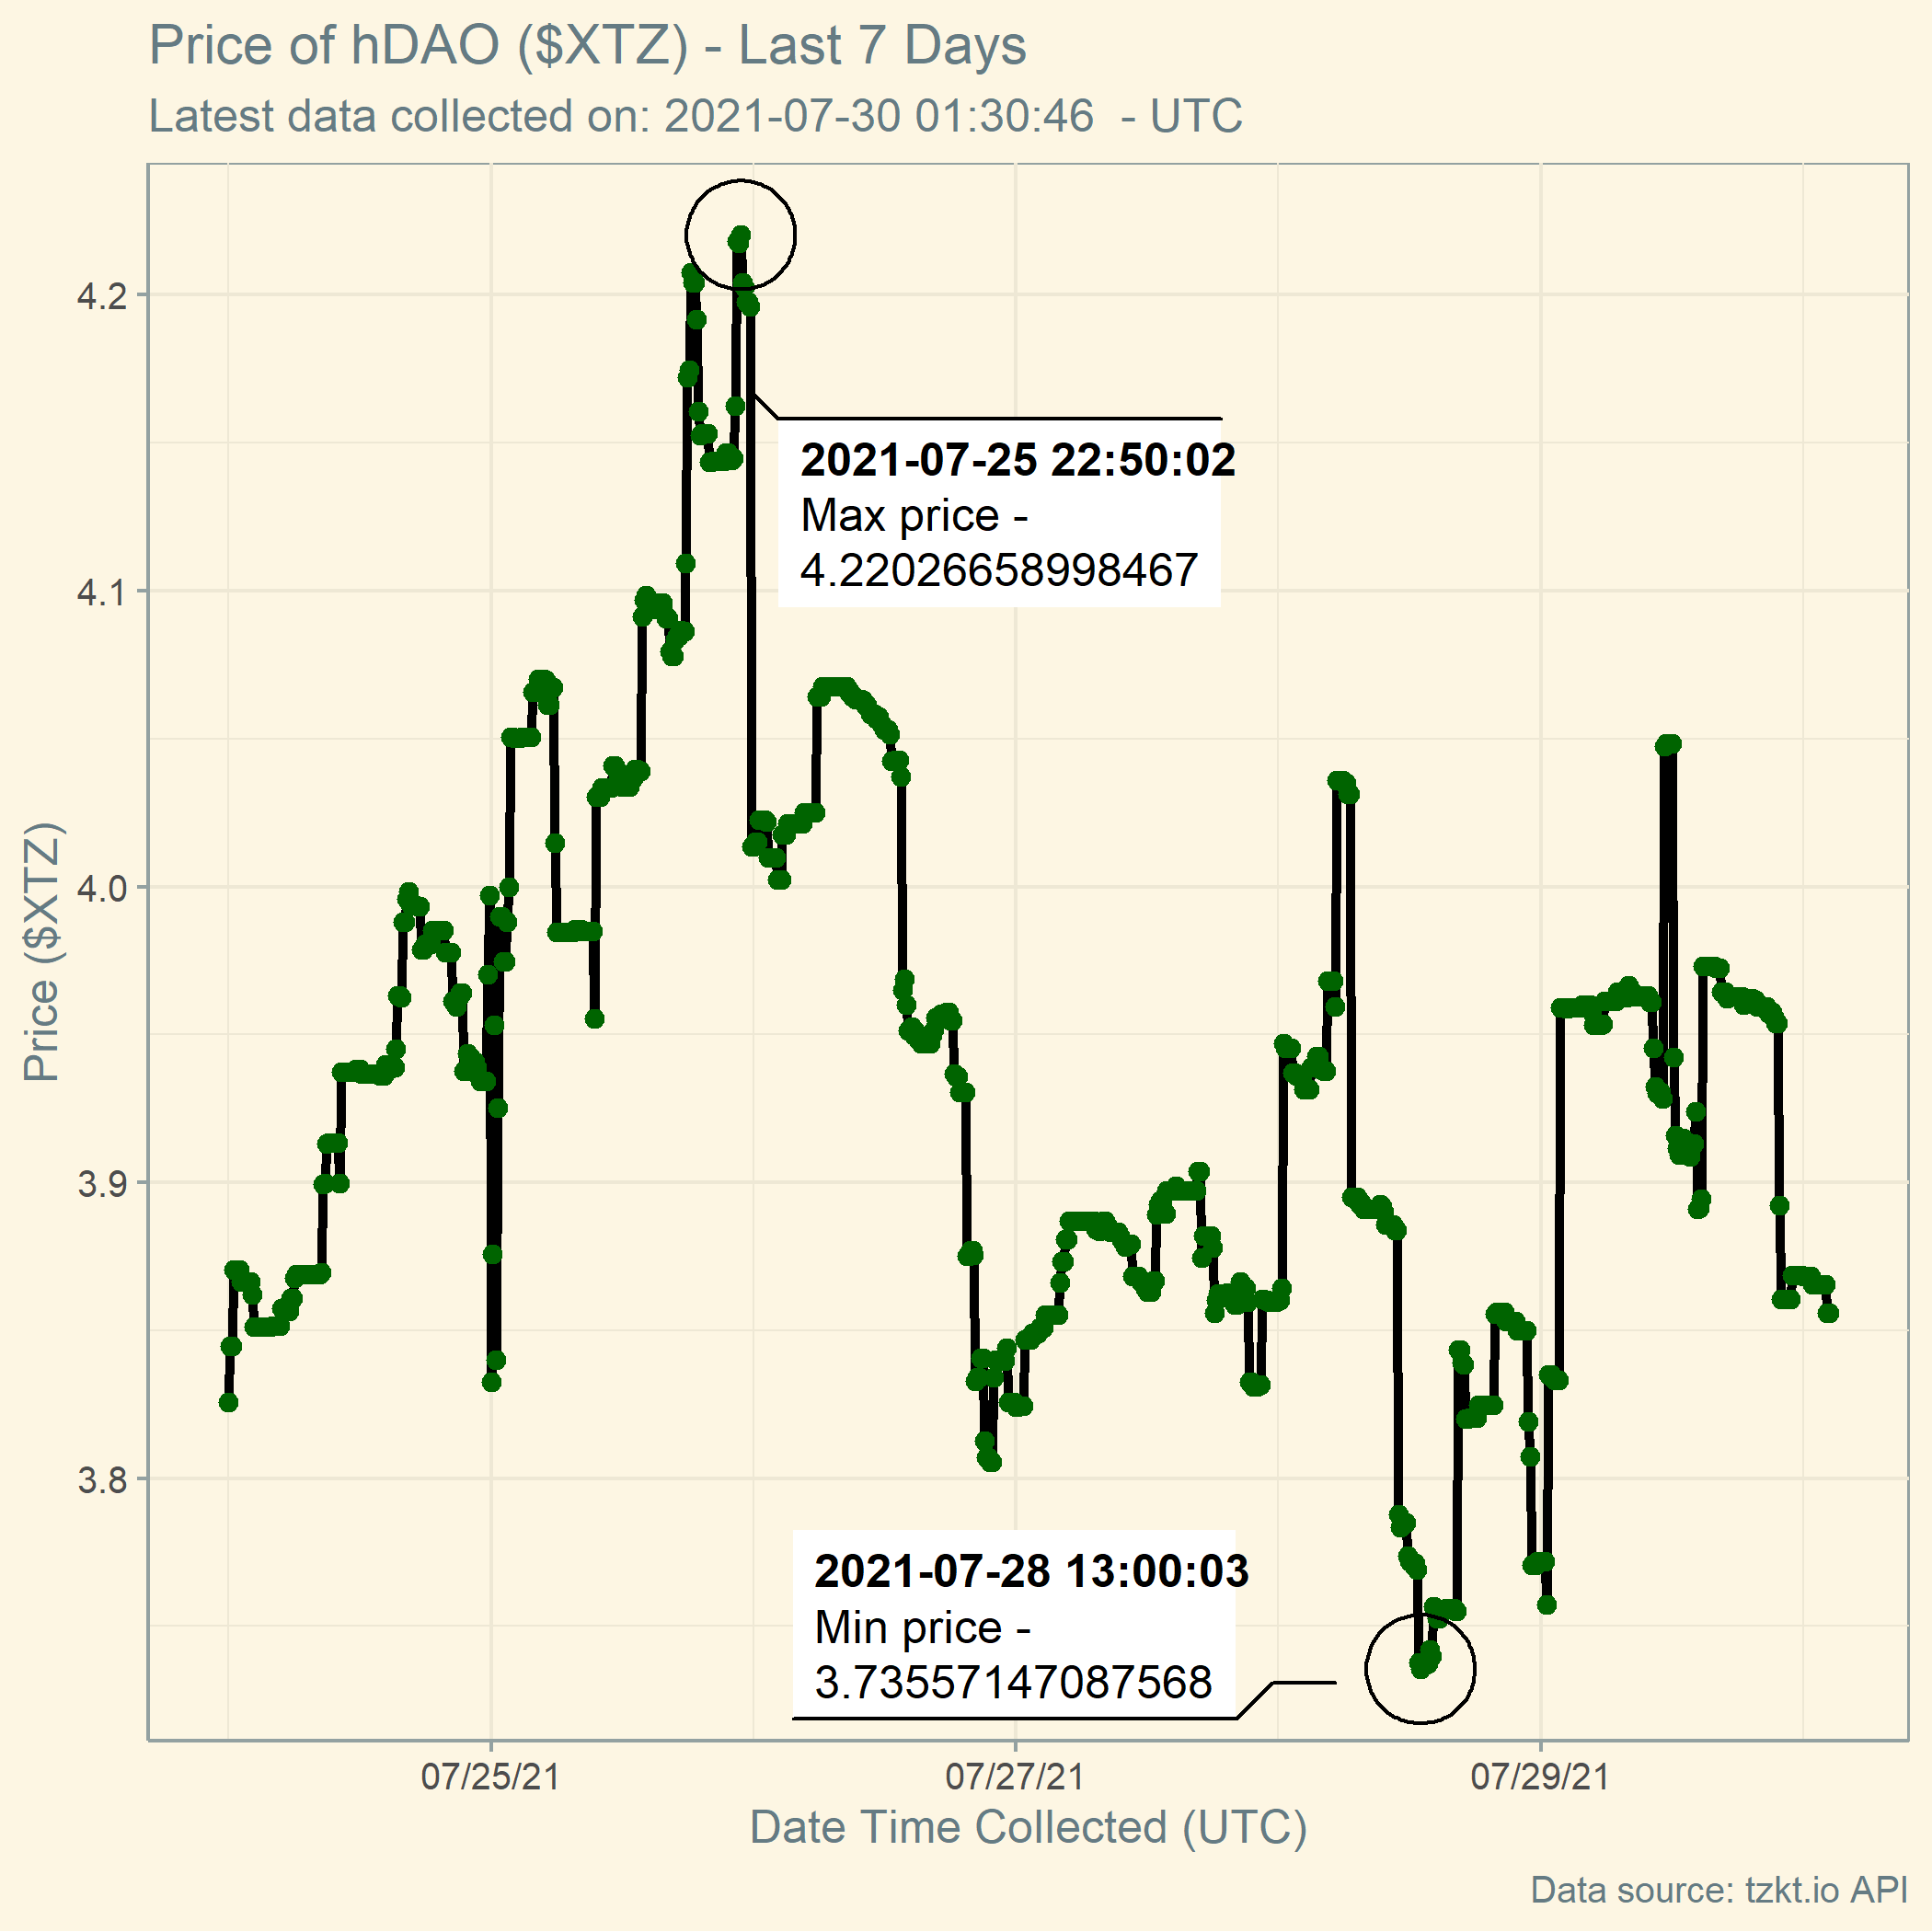 Price of hDAO ($XTZ) - Last 7 Days
Latest data collected on: 2021-07-30 01:30:46  - UTC
4.2
4.1
4.0
3.9
3.8
Price ($XTZ)
2021-07-25 22:50:02
Max price -
4.22026658998467
2021-07-28 13:00:03
Min price -
3.73557147087568
07/25/21
07/27/21
07/29/21
Date Time Collected (UTC)
Data source: tzkt.io API